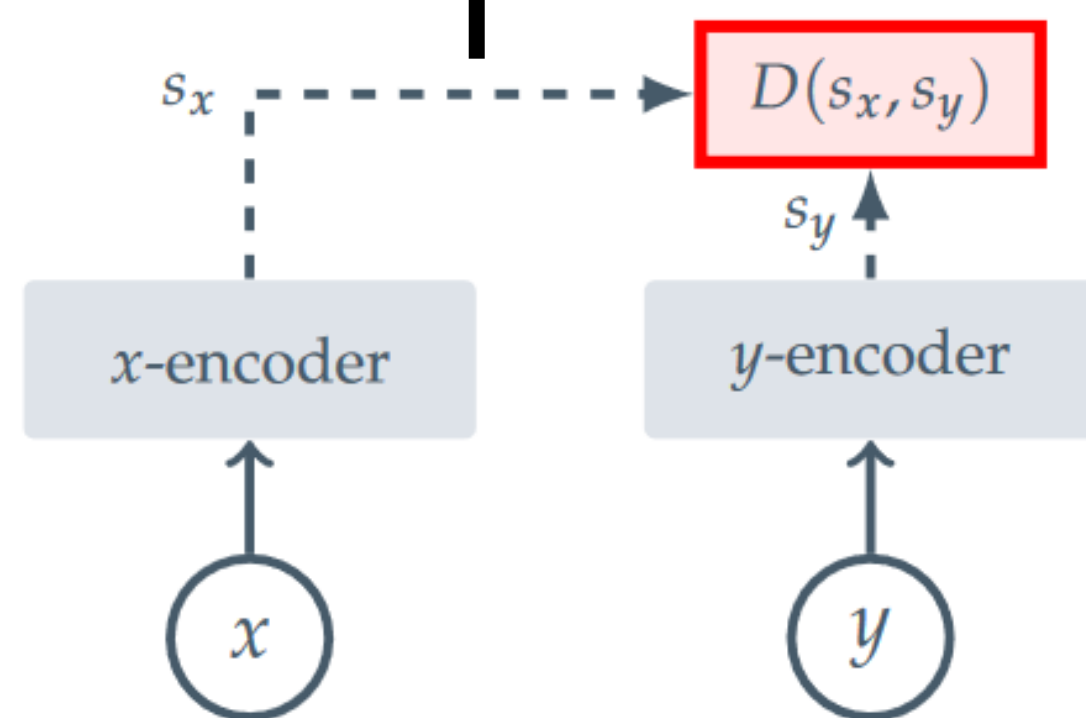 s_x
D(s_x, s_y)
s_y
x-encoder
y-encoder
x
y